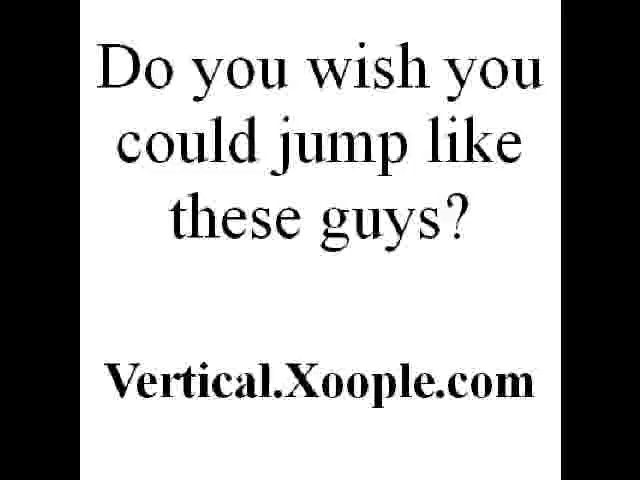 Do you wish you
could jump like
these guys?
Vertical.Xoople.com